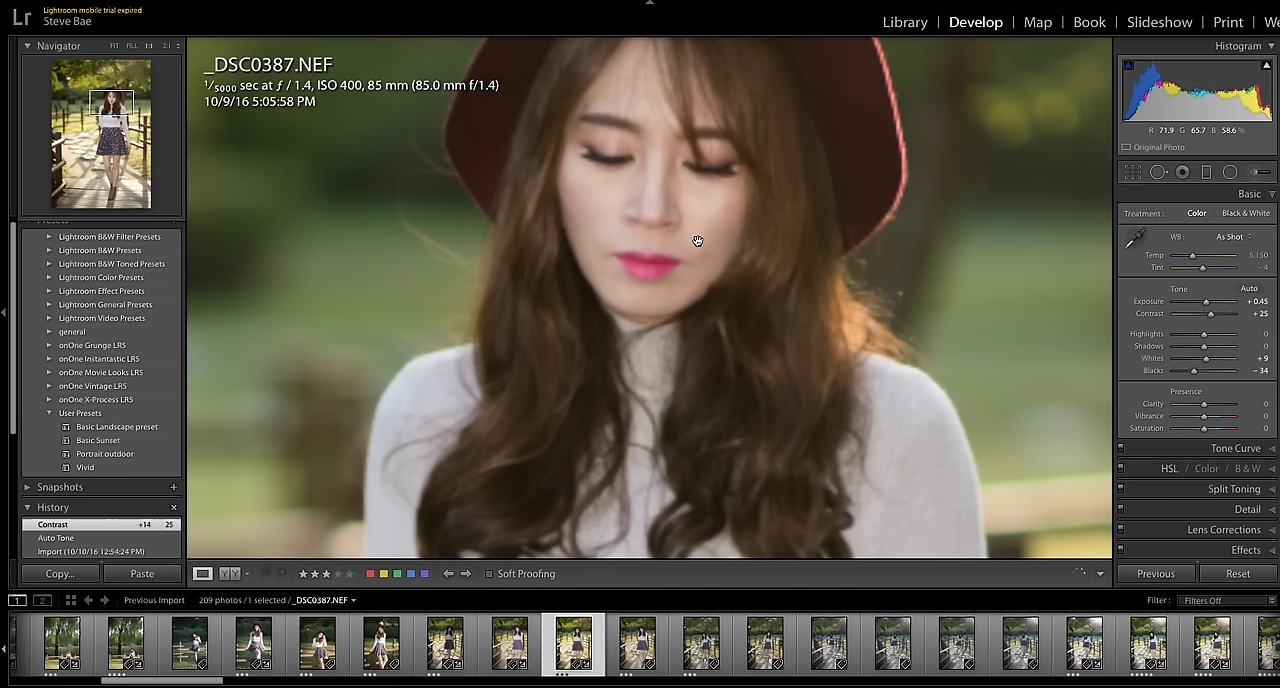 Lr
Lightroom mobile trial expired
Steve Bae
Library | Develop | Map | Book | Slideshow | Print |
Navigator FIT FILL 1:1 2:1
_DSC0387.NEF
1/5000 sec at ƒ / 1.4, ISO 400, 85 mm (85.0 mm f/1.4)
10/9/16 5:05:58 PM
Presets
Lightroom B&W Filter Presets
Lightroom B&W Presets
Lightroom B&W Toned Presets
Lightroom Color Presets
Lightroom Effect Presets
Lightroom General Presets
Lightroom Video Presets
general
onOne Grunge LR5
onOne Instantastic LR5
onOne Movie Looks LR5
onOne Vintage LR5
onOne X-Process LR5
User Presets
Basic Landscape preset
Basic Sunset
Portrait outdoor
Vivid
Snapshots +
History ×
Contrast +14 25
Auto Tone
Import (10/10/16 12:54:24 PM)
Copy... Paste
Histogram
R 71.9 G 65.7 B 58.6 %
Original Photo
Basic
Treatment : Color | Black & White
WB : As Shot
Temp 5,150
Tint − 4
Tone Auto
Exposure + 0.45
Contrast + 25
Highlights 0
Shadows 0
Whites + 9
Blacks − 34
Presence
Clarity 0
Vibrance 0
Saturation 0
Tone Curve
HSL / Color / B & W
Split Toning
Detail
Lens Corrections
Effects
Previous Reset
Y Y Soft Proofing
1 2 Previous Import 209 photos / 1 selected / _DSC0387.NEF Filter : Filters Off